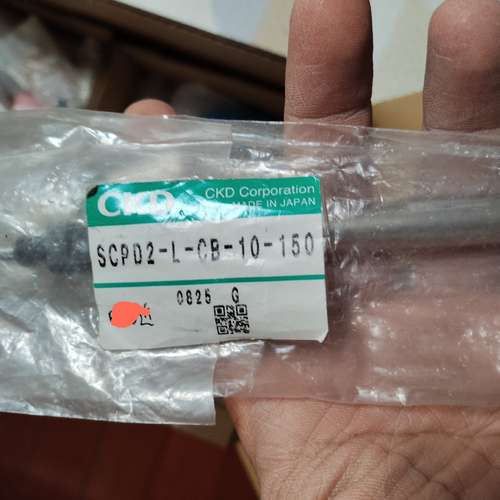 CKD
CKD Corporation
MADE IN JAPAN
SCPD2-L-CB-10-150
0825 G